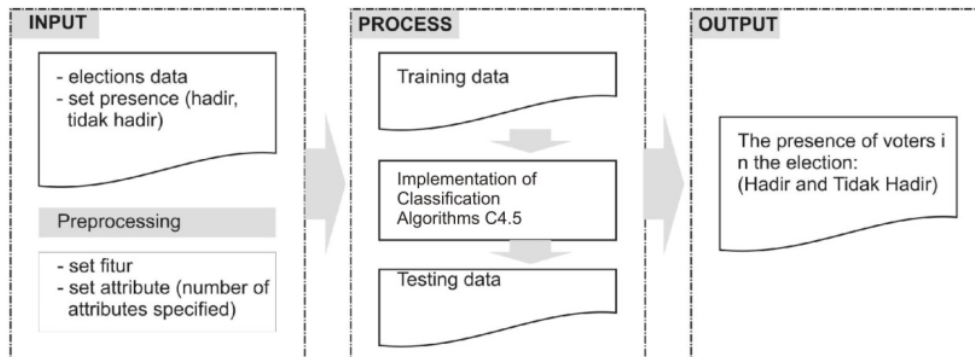 INPUT
- elections data
- set presence (hadir,
tidak hadir)
Preprocessing
- set fitur
- set attribute (number of
attributes specified)
PROCESS
Training data
Implementation of
Classification
Algorithms C4.5
Testing data
OUTPUT
The presence of voters i
n the election:
(Hadir and Tidak Hadir)